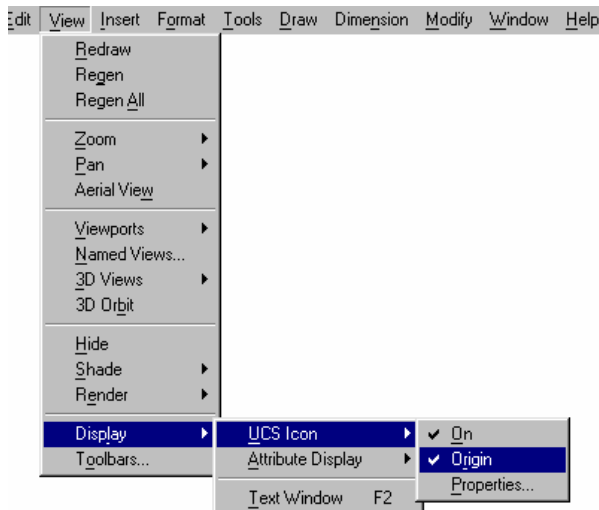 Edit View Insert Format Tools Draw Dimension Modify Window Help
Redraw
Regen
Regen All
Zoom
Pan
Aerial View
Viewports
Named Views...
3D Views
3D Orbit
Hide
Shade
Render
Display
Toolbars...
UCS Icon
Attribute Display
Text Window F2
On
Origin
Properties...